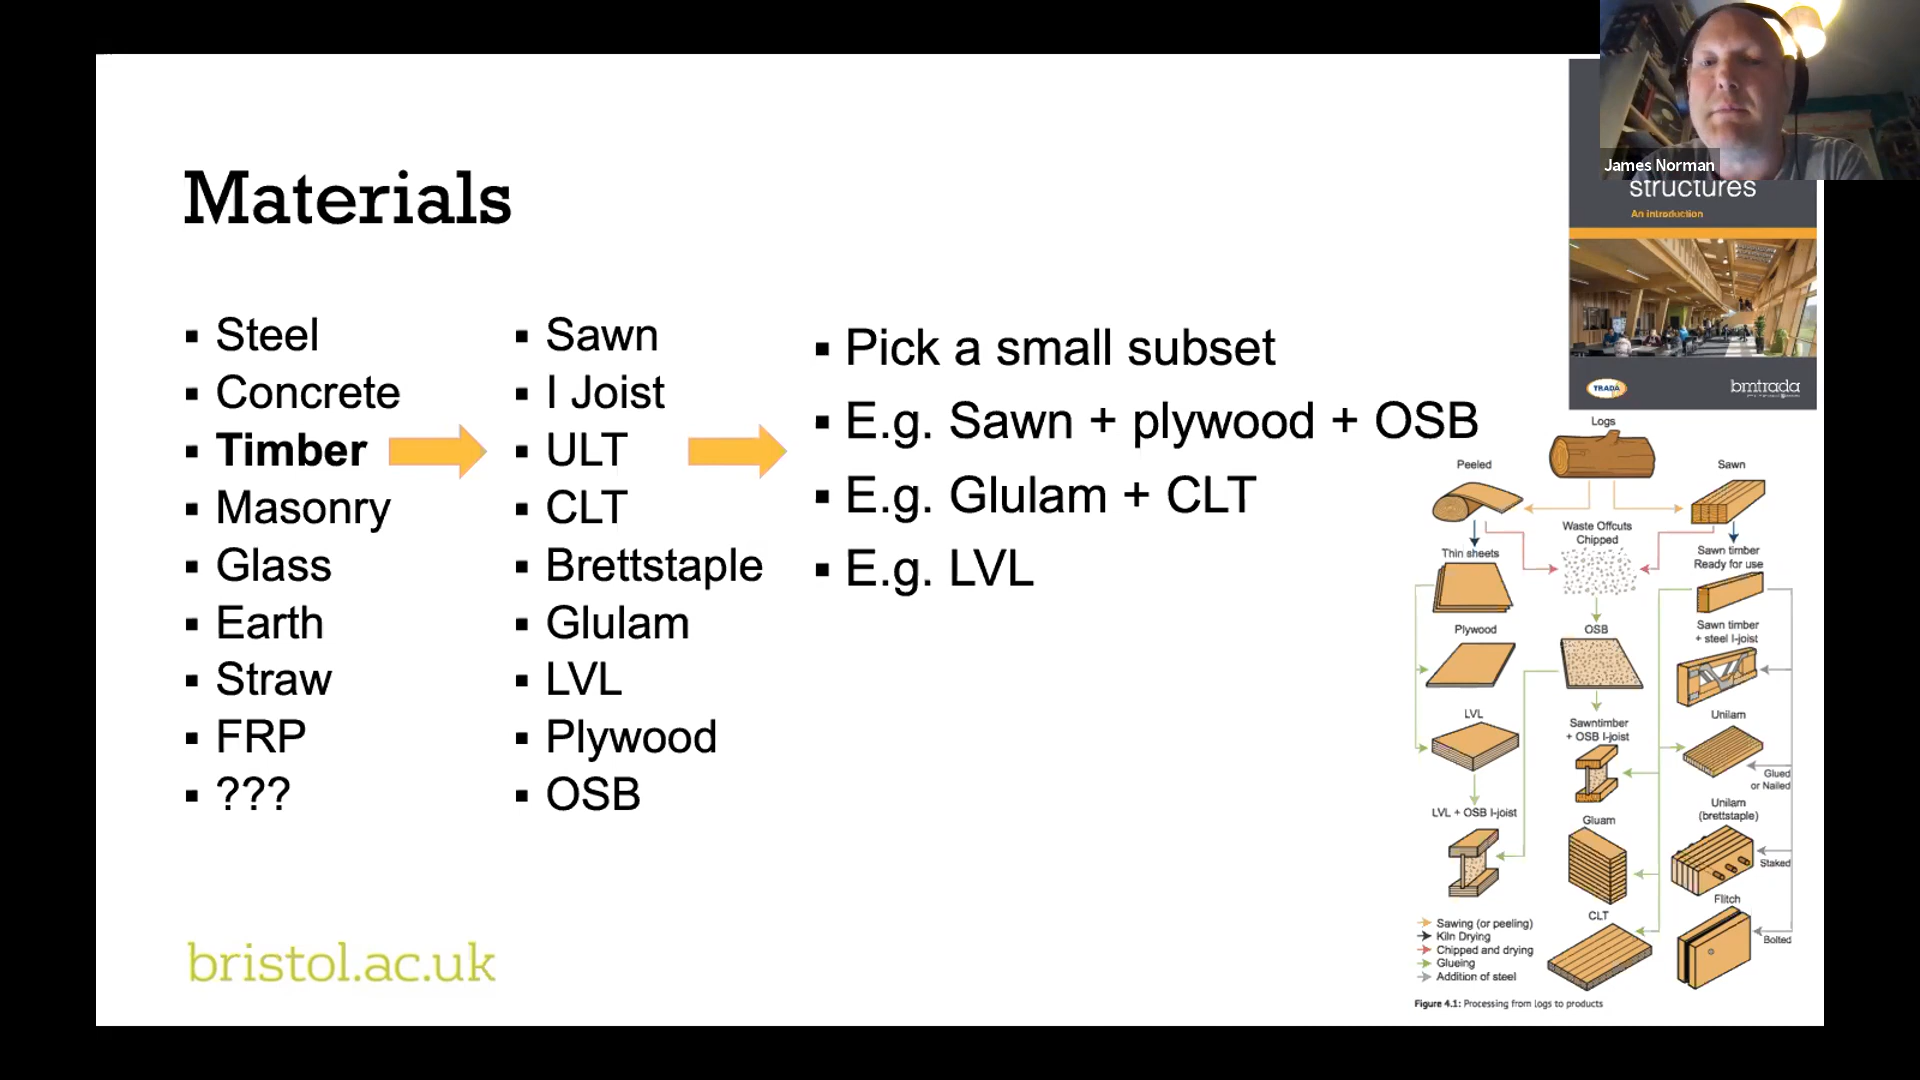 James Norman
structures
An introduction
TRADA
bmtrada
Materials
▪ Steel
▪ Concrete
▪ Timber
▪ Masonry
▪ Glass
▪ Earth
▪ Straw
▪ FRP
▪ ???
▪ Sawn
▪ I Joist
▪ ULT
▪ CLT
▪ Brettstaple
▪ Glulam
▪ LVL
▪ Plywood
▪ OSB
▪ Pick a small subset
▪ E.g. Sawn + plywood + OSB
▪ E.g. Glulam + CLT
▪ E.g. LVL
Logs
Peeled
Sawn
Waste Offcuts
Chipped
Thin sheets
Sawn timber
Ready for use
Plywood
OSB
Sawn timber
+ steel I-joist
LVL
Sawntimber
+ OSB I-joist
Unilam
Glued
or Nailed
LVL + OSB I-joist
Gluam
Unilam
(brettstaple)
Staked
CLT
Flitch
Bolted
Sawing (or peeling)
Kiln Drying
Chipped and drying
Glueing
Addition of steel
Figure 4.1: Processing from logs to products
bristol.ac.uk